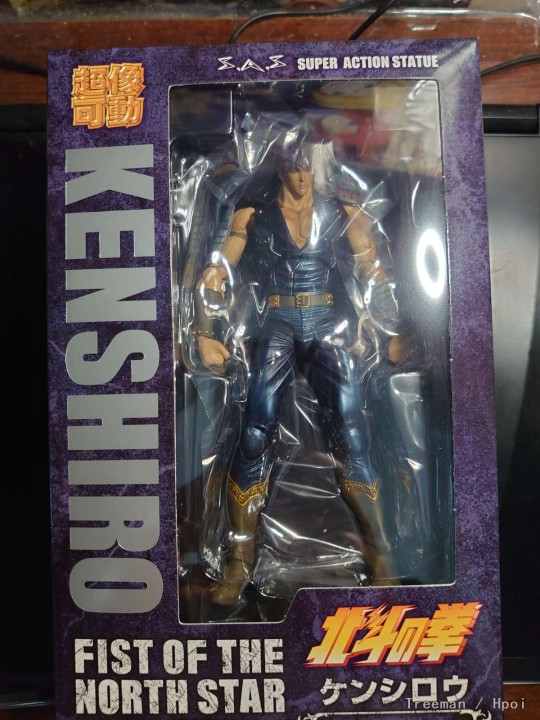 S.A.S SUPER ACTION STATUE
超像
可動
KENSHIRO
FIST OF THE
NORTH STAR
北斗の拳
ケンシロウ
Treeman / Hpoi